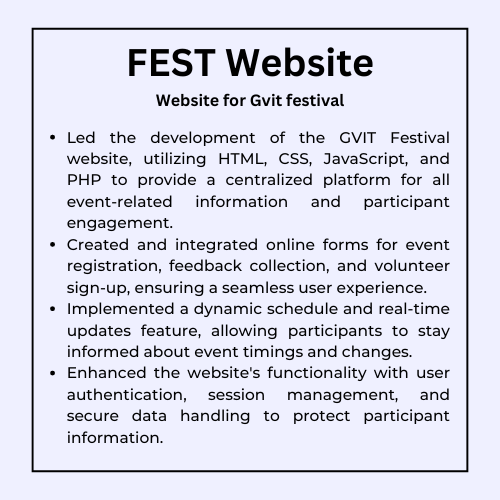 FEST Website
Website for Gvit festival
• Led the development of the GVIT Festival
website, utilizing HTML, CSS, JavaScript, and
PHP to provide a centralized platform for all
event-related information and participant
engagement.
• Created and integrated online forms for event
registration, feedback collection, and volunteer
sign-up, ensuring a seamless user experience.
• Implemented a dynamic schedule and real-time
updates feature, allowing participants to stay
informed about event timings and changes.
• Enhanced the website's functionality with user
authentication, session management, and
secure data handling to protect participant
information.